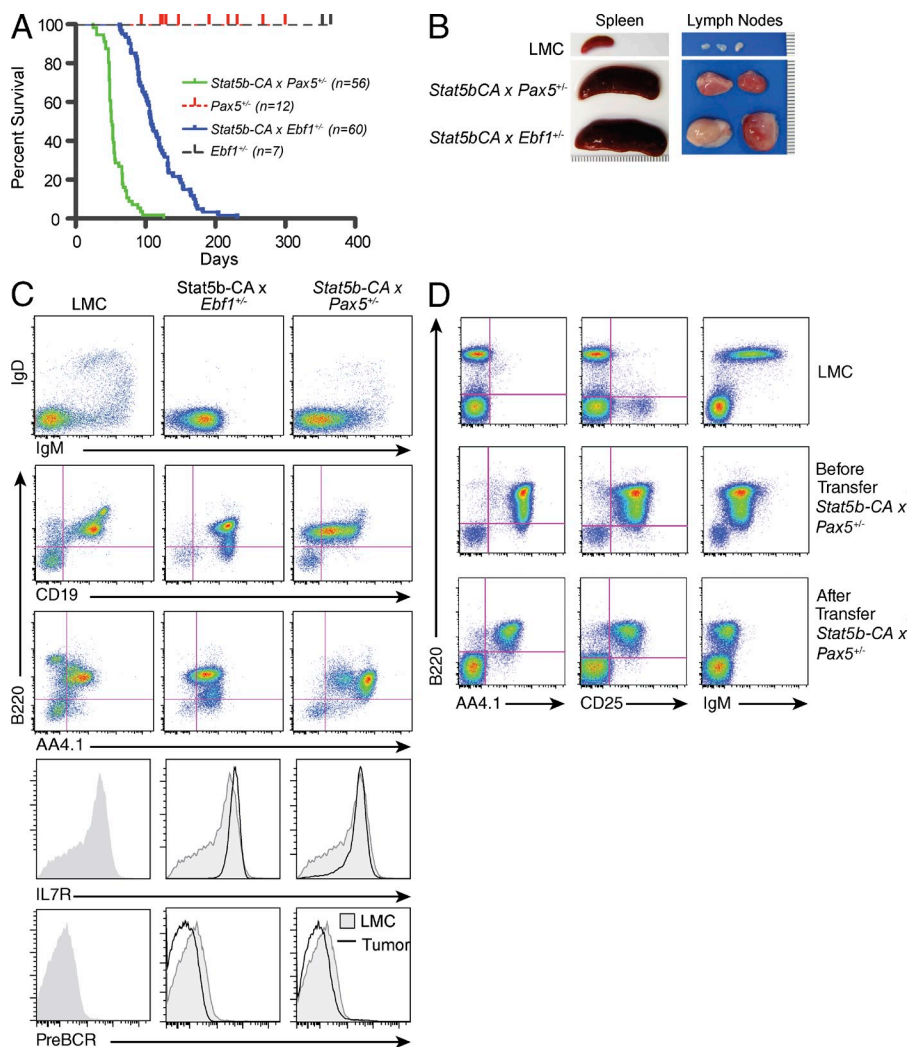 A
Percent Survival
100
80
60
40
20
0
0
100
200
300
400
Days
Stat5b-CA x Pax5+/- (n=56)
Pax5+/- (n=12)
Stat5b-CA x Ebf1+/- (n=60)
Ebf1+/- (n=7)
B
Spleen
Lymph Nodes
LMC
Stat5bCA x Pax5+/-
Stat5bCA x Ebf1+/-
C
LMC
Stat5b-CA x
Ebf1+/-
Stat5b-CA x
Pax5+/-
IgD
IgM
CD19
B220
AA4.1
IL7R
LMC
Tumor
PreBCR
D
LMC
Before
Transfer
Stat5b-CA x
Pax5+/-
After
Transfer
Stat5b-CA x
Pax5+/-
B220
AA4.1
CD25
IgM